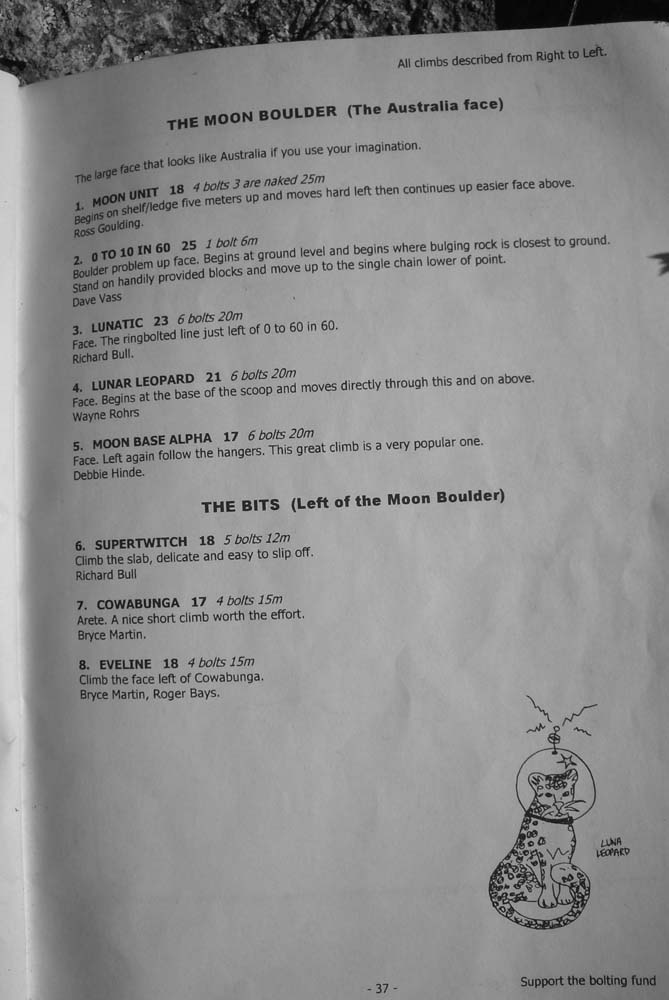 All climbs described from Right to Left.
THE MOON BOULDER (The Australia face)
The large face that looks like Australia if you use your imagination.
1. MOON UNIT 18 4 bolts 3 are naked 25m
Begins on shelf/ledge five meters up and moves hard left then continues up easier face above.
Ross Goulding.
2. 0 TO 10 IN 60 25 1 bolt 6m
Boulder problem up face. Begins at ground level and begins where bulging rock is closest to ground.
Stand on handily provided blocks and move up to the single chain lower of point.
Dave Vass
3. LUNATIC 23 6 bolts 20m
Face. The ringbolted line just left of 0 to 60 in 60.
Richard Bull.
4. LUNAR LEOPARD 21 6 bolts 20m
Face. Begins at the base of the scoop and moves directly through this and on above.
Wayne Rohrs
5. MOON BASE ALPHA 17 6 bolts 20m
Face. Left again follow the hangers. This great climb is a very popular one.
Debbie Hinde.
THE BITS (Left of the Moon Boulder)
6. SUPERTWITCH 18 5 bolts 12m
Climb the slab, delicate and easy to slip off.
Richard Bull
7. COWABUNGA 17 4 bolts 15m
Arete. A nice short climb worth the effort.
Bryce Martin.
8. EVELINE 18 4 bolts 15m
Climb the face left of Cowabunga.
Bryce Martin, Roger Bays.
LUNA
LEOPARD
- 37 -
Support the bolting fund